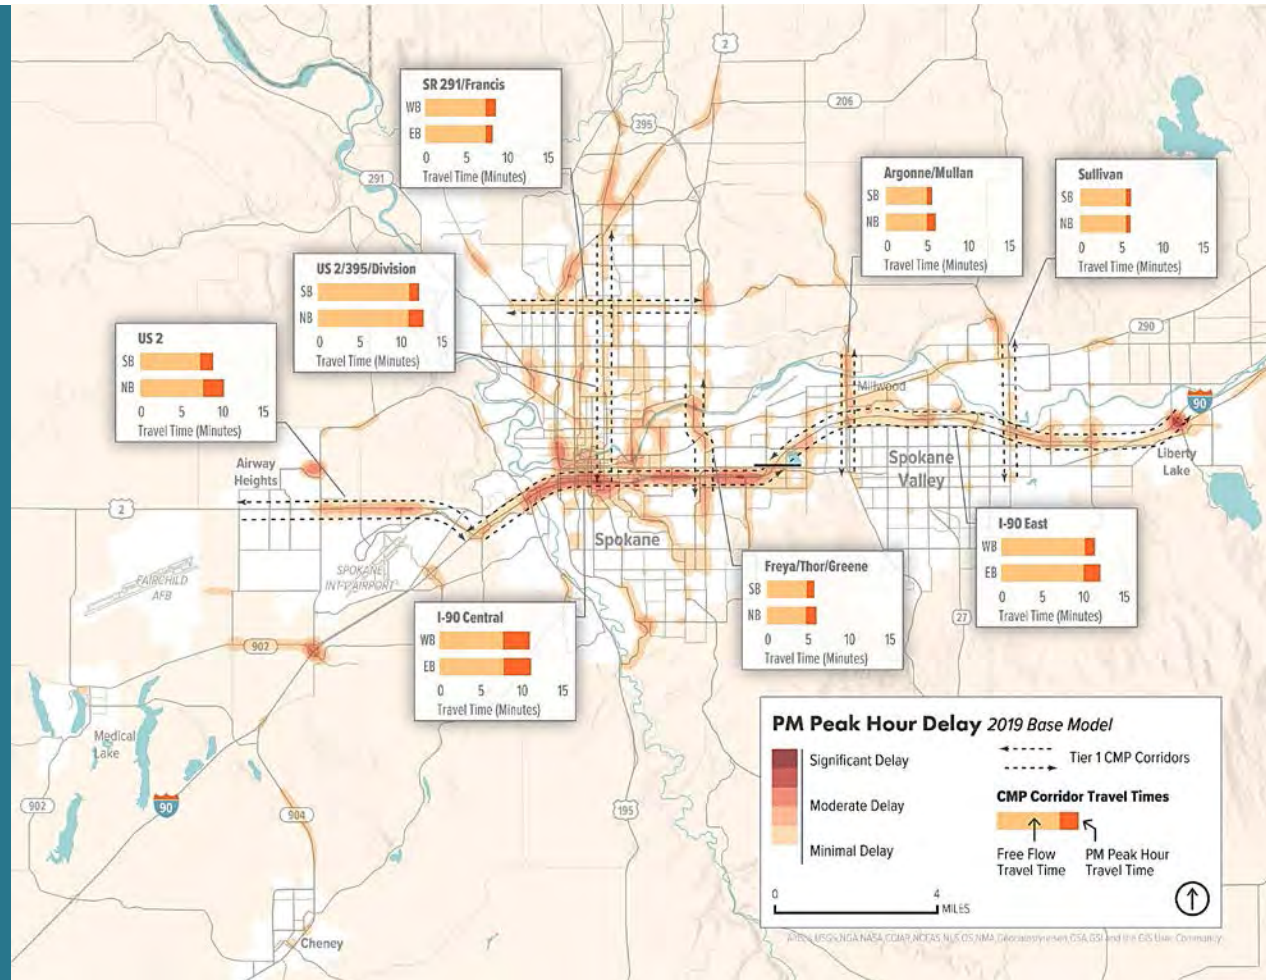 2
206
395
291
SR 291/Francis
WB
EB
0 5 10 15
Travel Time (Minutes)
Argonne/Mullan
SB
NB
0 5 10 15
Travel Time (Minutes)
Sullivan
SB
NB
0 5 10 15
Travel Time (Minutes)
US 2/395/Division
SB
NB
0 5 10 15
Travel Time (Minutes)
US 2
SB
NB
0 5 10 15
Travel Time (Minutes)
290
Millwood
90
Liberty
Lake
Spokane
Valley
Airway
Heights
2
Spokane
SPOKANE
INT'L AIRPORT
FAIRCHILD
AFB
I-90 East
WB
EB
0 5 10 15
Travel Time (Minutes)
Freya/Thor/Greene
SB
NB
0 5 10 15
Travel Time (Minutes)
27
I-90 Central
WB
EB
0 5 10 15
Travel Time (Minutes)
902
Medical
Lake
902
90
904
195
Cheney
PM Peak Hour Delay 2019 Base Model
Significant Delay
Moderate Delay
Minimal Delay
Tier 1 CMP Corridors
CMP Corridor Travel Times
Free Flow
Travel Time
PM Peak Hour
Travel Time
0 4
MILES
and the GIS User Community